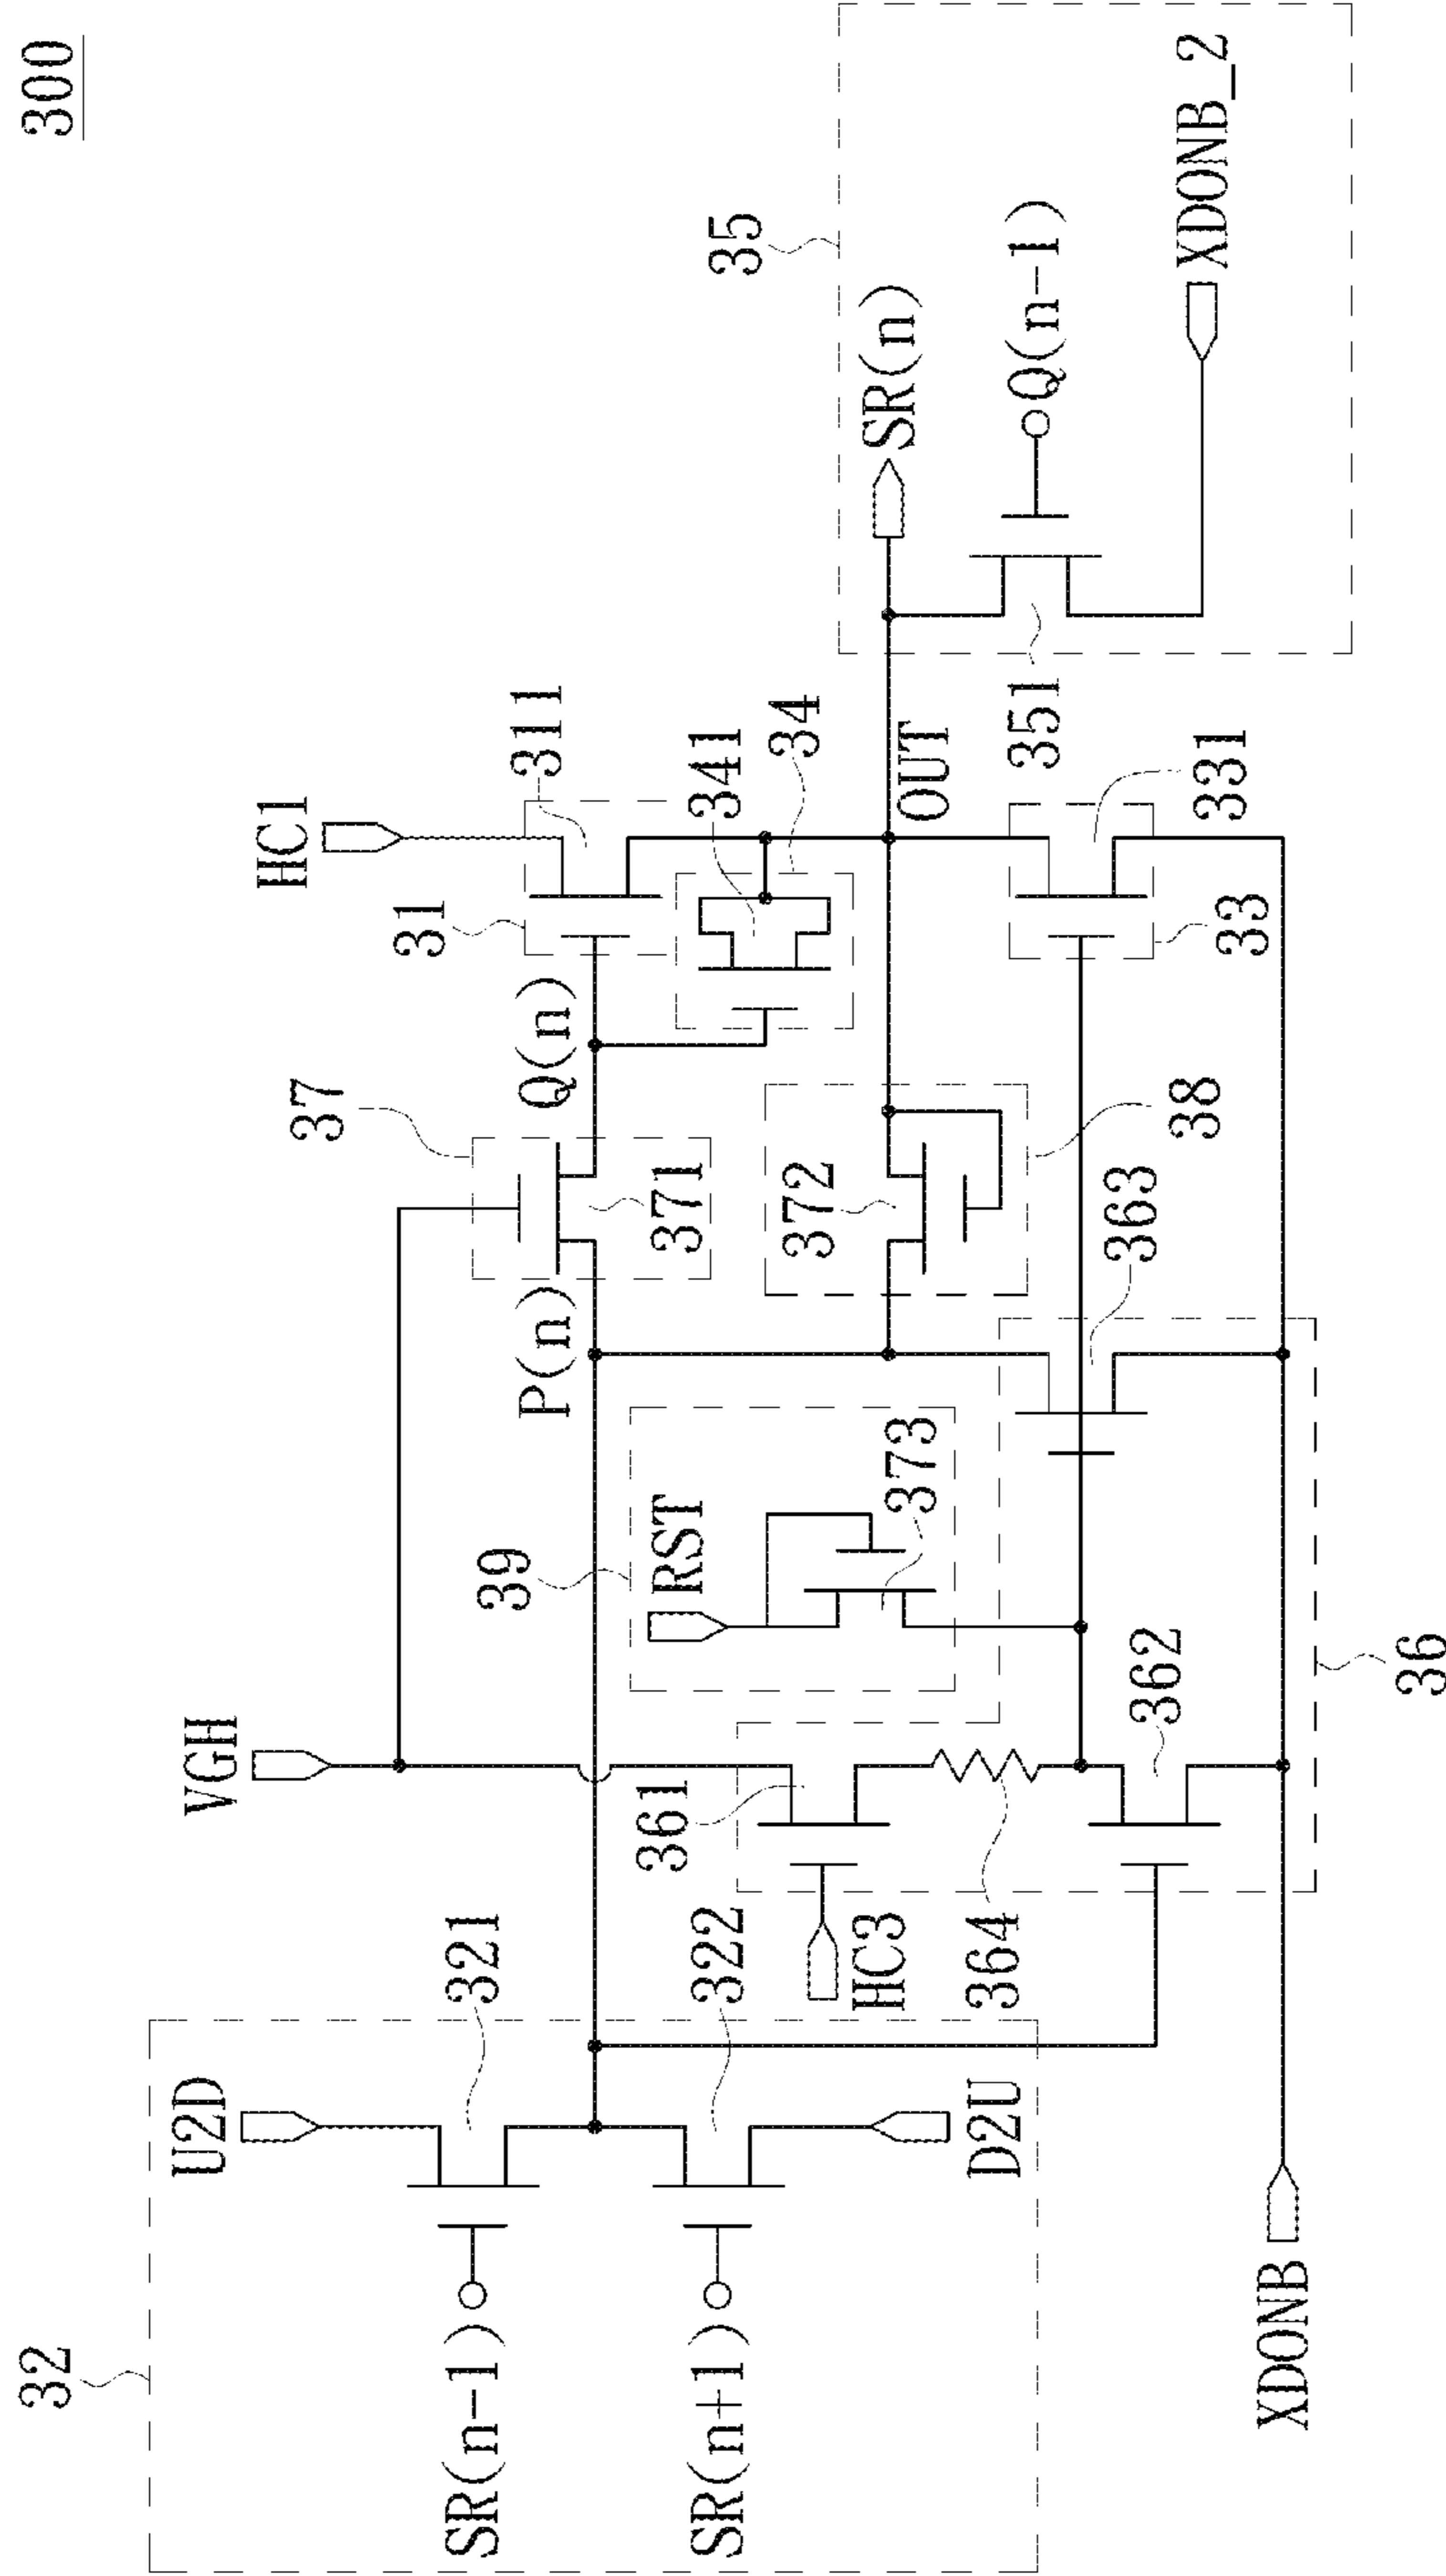 300
32
U2D
321
SR(n-1)
SR(n+1)
322
D2U
VGH
361
HC3
364
362
36
XDONB
39
RST
373
363
P(n)
37
371
Q(n)
372
38
31
HC1
311
341
34
OUT
33
331
35
351
SR(n)
Q(n-1)
XDONB_2